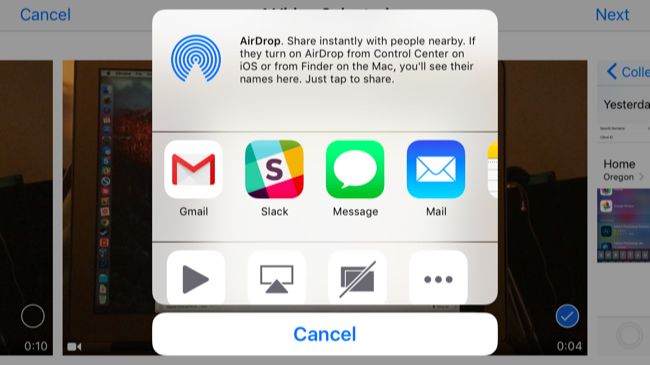 Cancel
Next
AirDrop. Share instantly with people nearby. If
they turn on AirDrop from Control Center on
iOS or from Finder on the Mac, you'll see their
names here. Just tap to share.
Gmail
S
Slack
Message
Mail
Cancel
0:10
0:04
Colle
Yesterda
Home
Oregon >